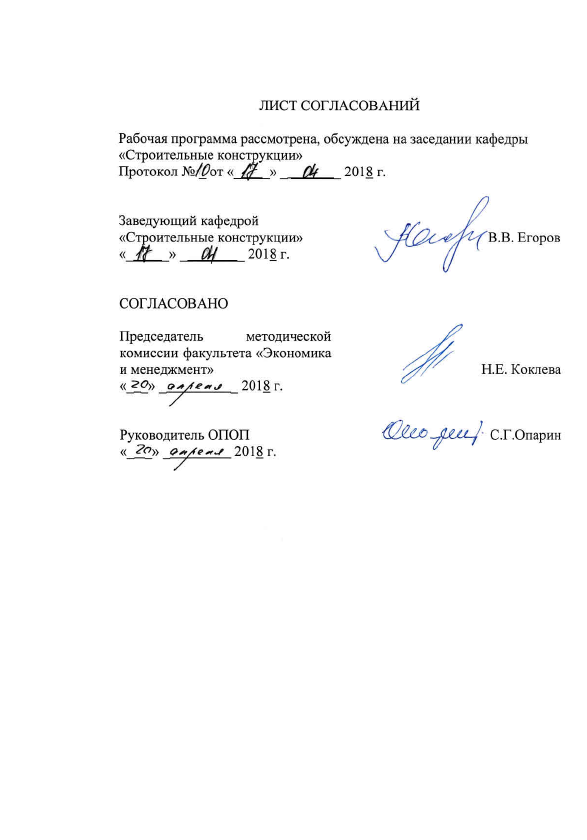 ЛИСТ СОГЛАСОВАНИЙ
Рабочая программа рассмотрена, обсуждена на заседании кафедры
«Строительные конструкции»
Протокол №10 от «17» 04 2018 г.
Заведующий кафедрой
«Строительные конструкции» В.В. Егоров
«17» 04 2018 г.
СОГЛАСОВАНО
Председатель методической
комиссии факультета «Экономика
и менеджмент» Н.Е. Коклева
«20» апреля 2018 г.
Руководитель ОПОП С.Г.Опарин
«20» апреля 2018 г.